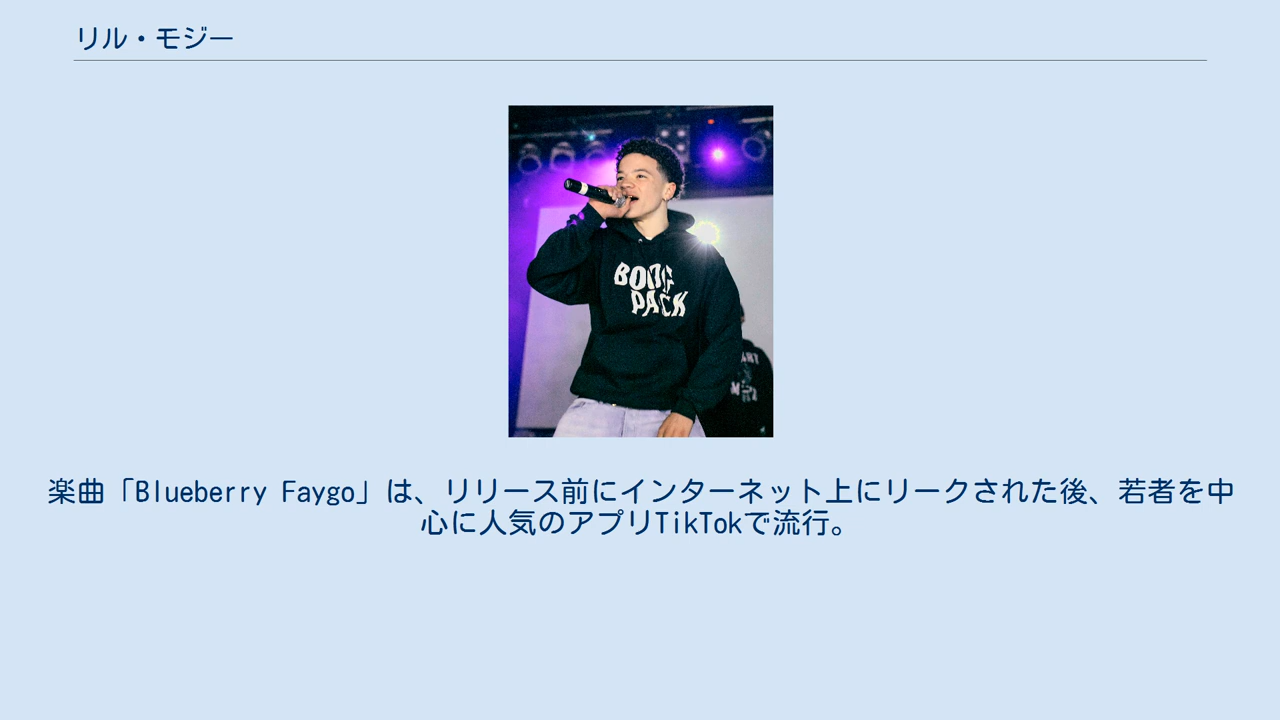 リル・モジー
BOMF
PACK
楽曲「Blueberry Faygo」は、リリース前にインターネット上にリークされた後、若者を中
心に人気のアプリTikTokで流行。